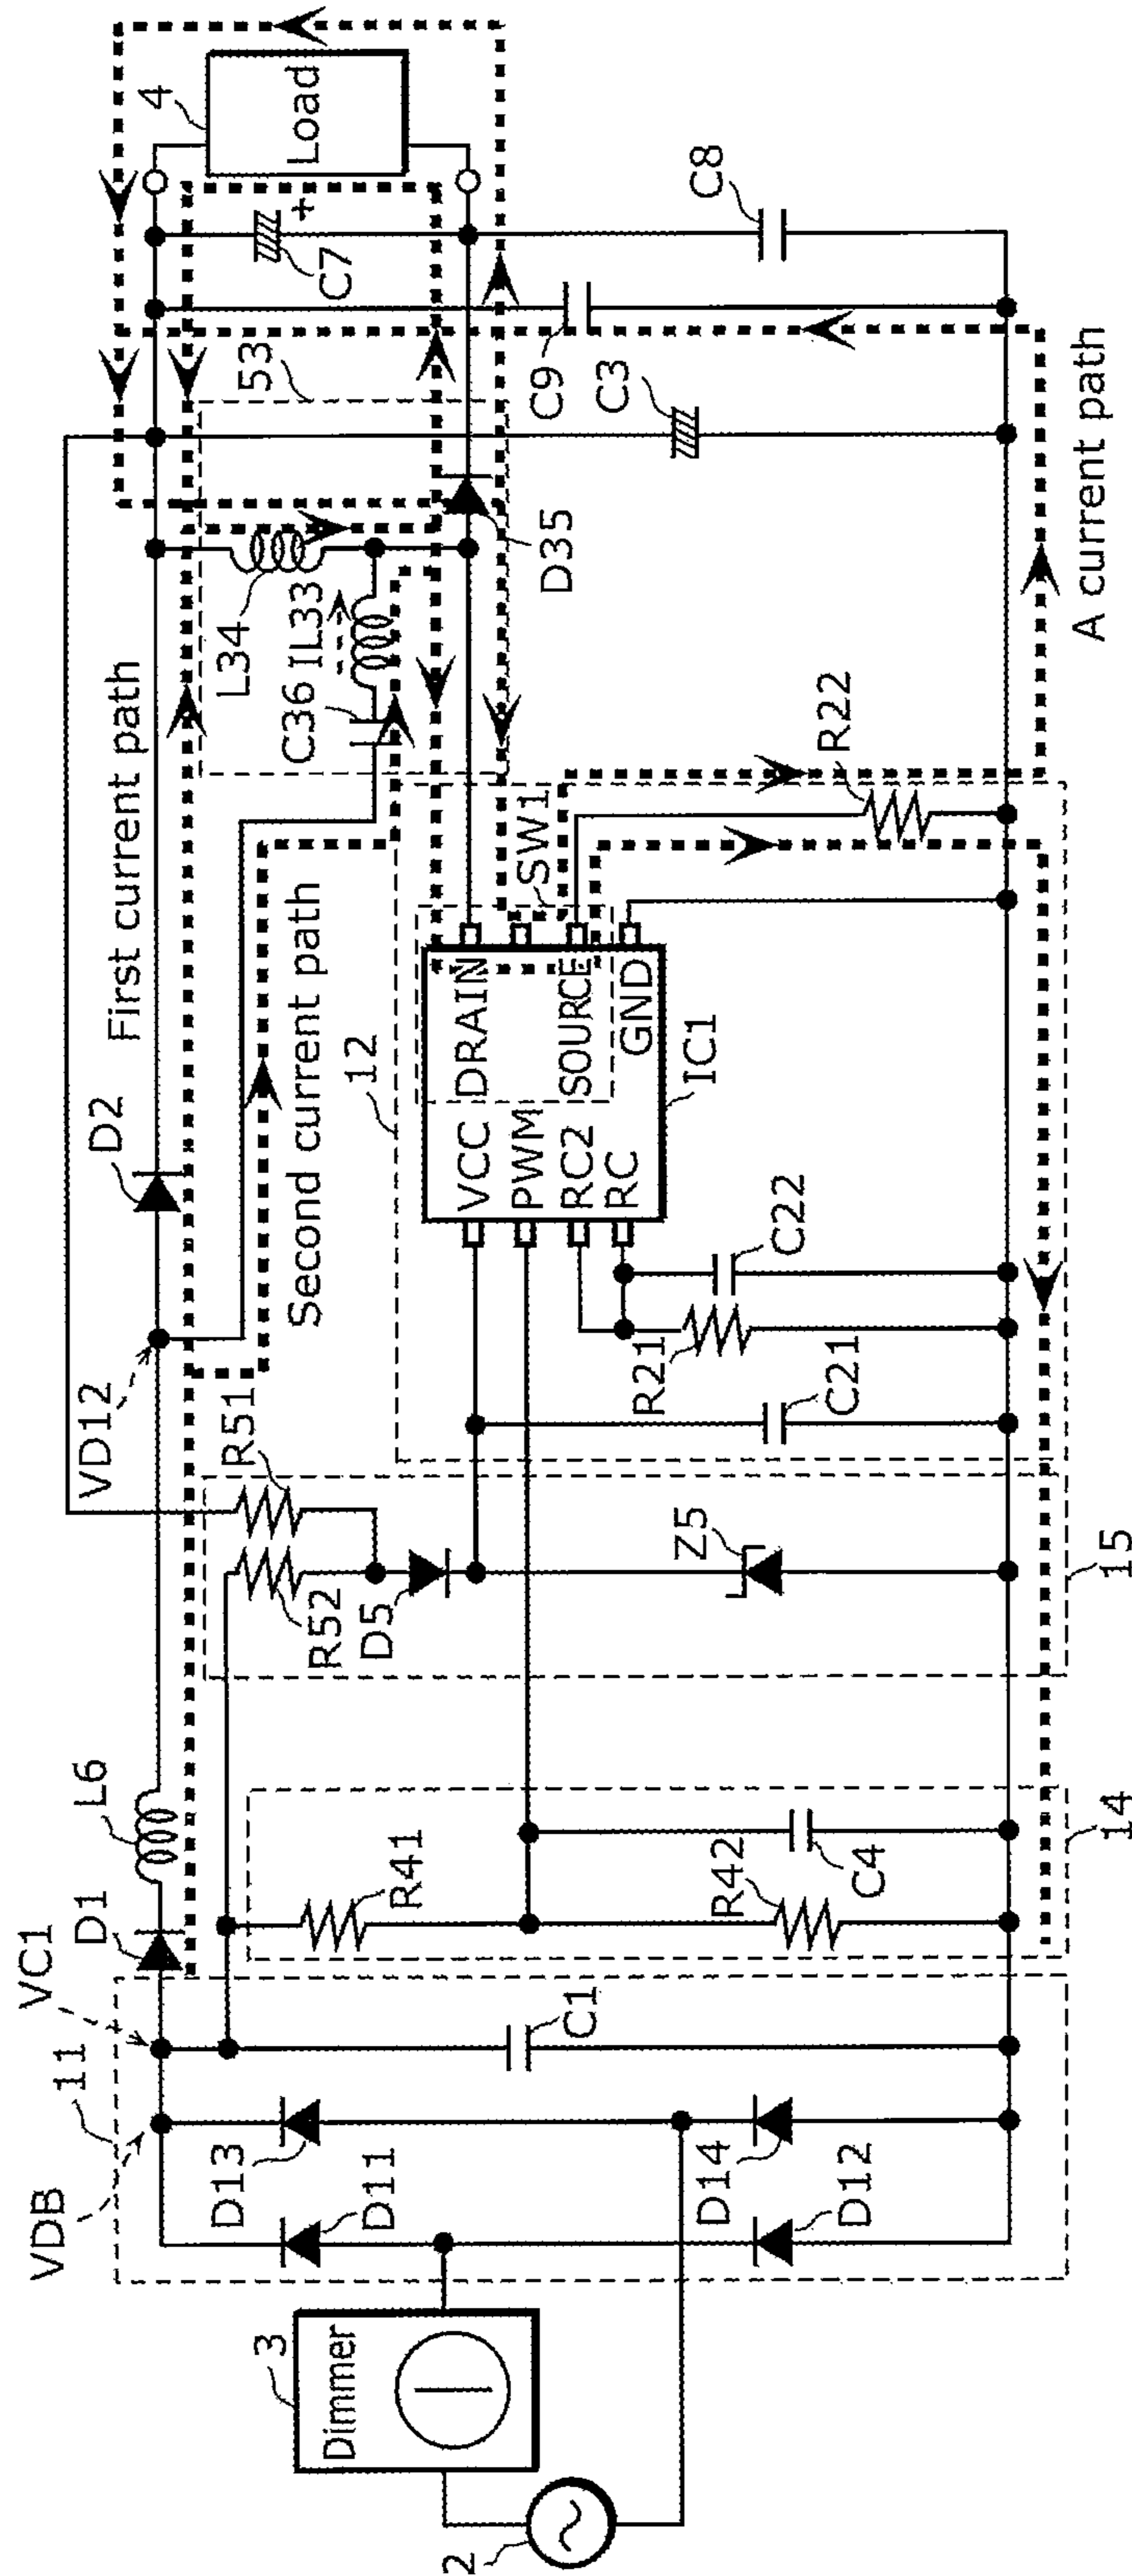 VDB
11
VC1
D1
L6
VD12
D2
First current path
Second current path
53
4
Load
L34
C36
IL33
C7
+
C9
C3
C8
D35
D13
D11
D14
D12
C1
3
Dimmer
2
R41
R42
C4
14
R51
R52
D5
Z5
15
12
VCC
DRAIN
PWM
RC2
SOURCE
RC
GND
SW1
IC1
R21
C22
C21
R22
A current path